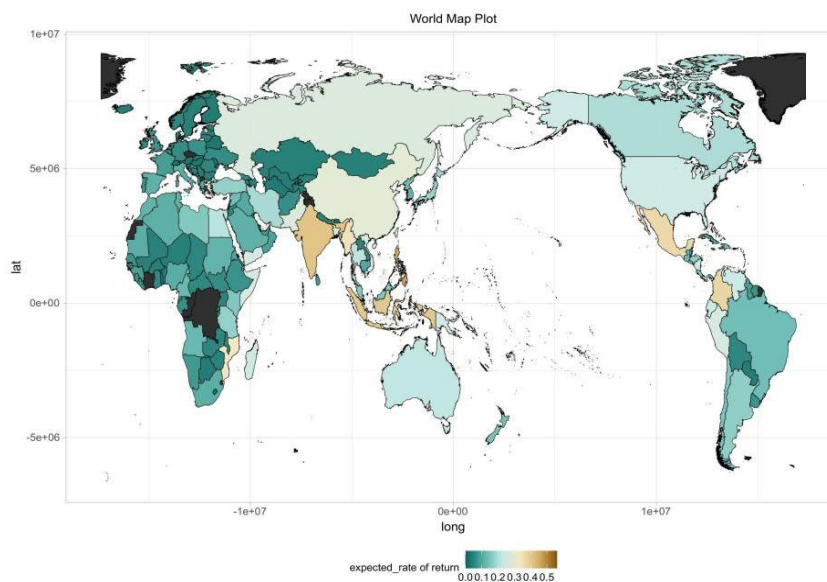 World Map Plot
1e+07
5e+06
0e+00
-5e+06
lat
-1e+07 0e+00 1e+07
long
expected_rate of return 0.00.10.20.30.40.5